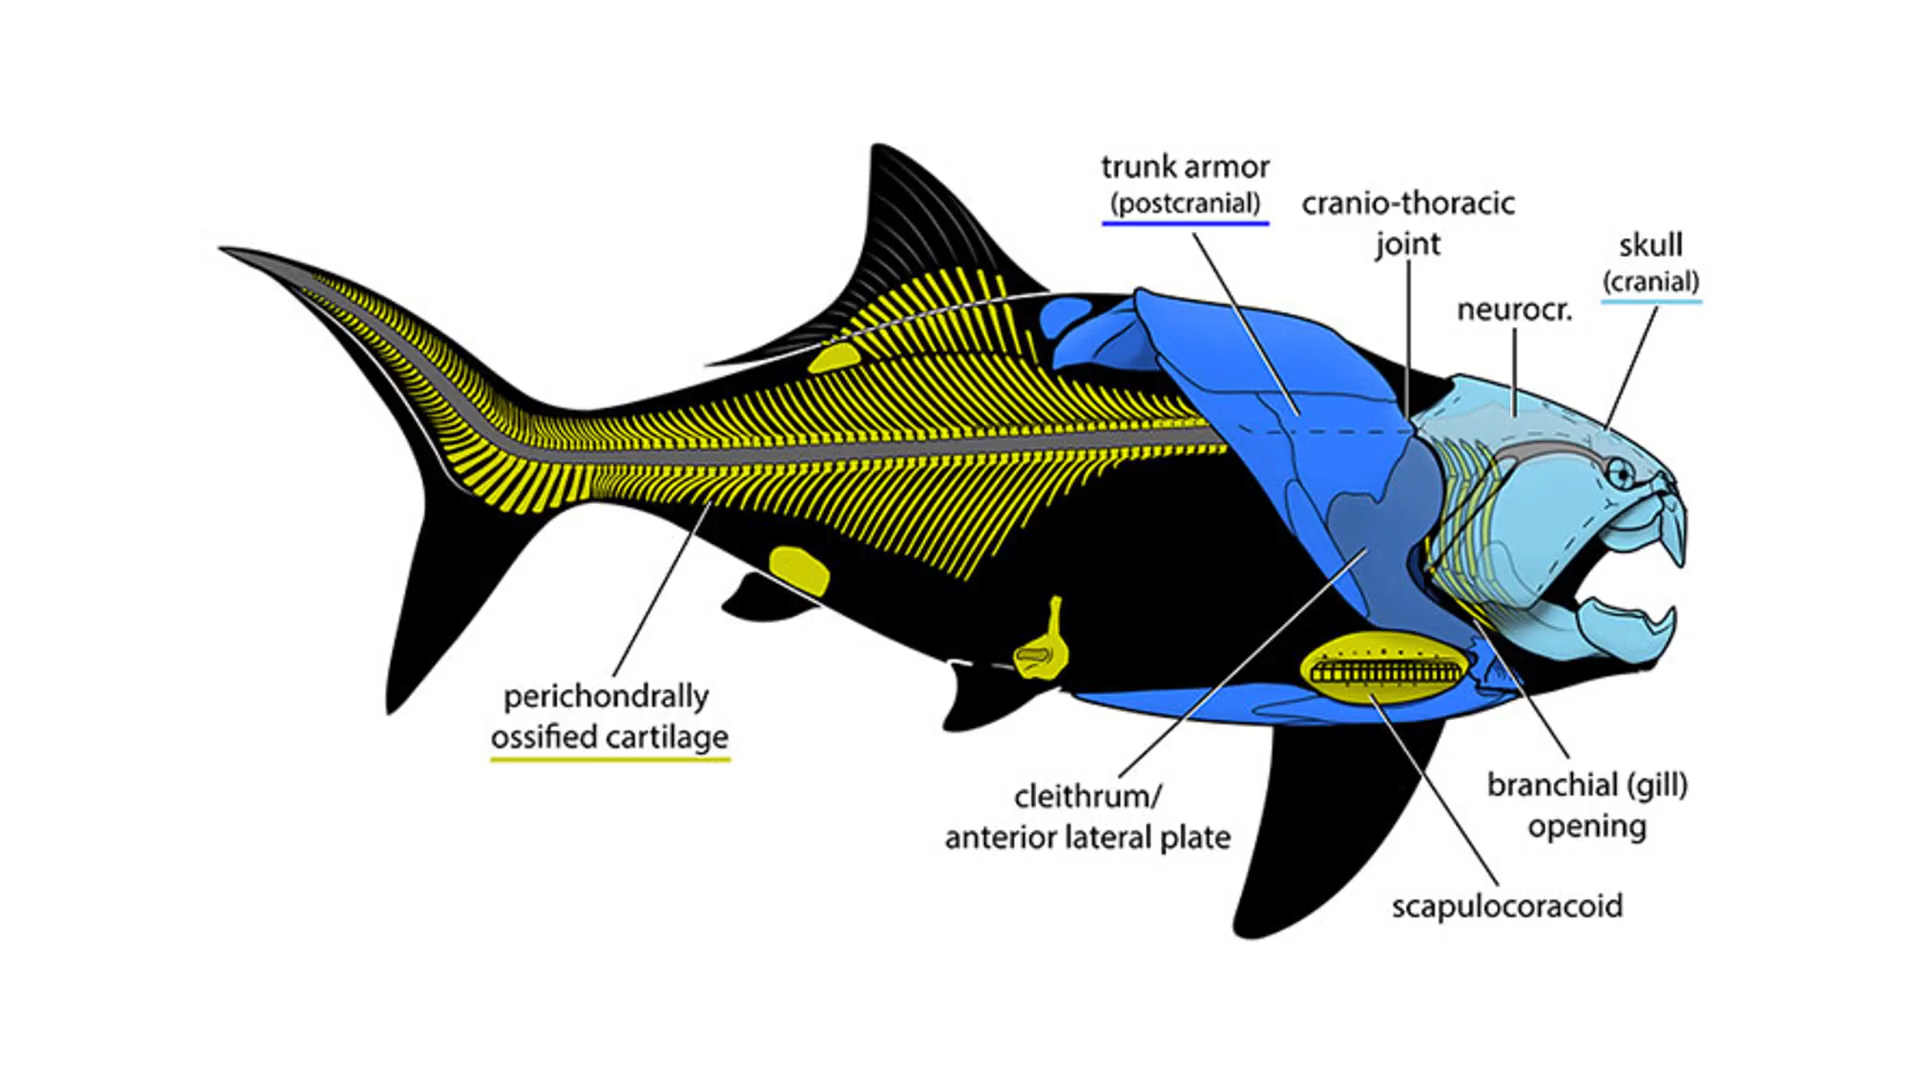 trunk armor
(postcranial)
cranio-thoracic
joint
skull
(cranial)
neurocr.
perichondrally
ossified cartilage
cleithrum/
anterior lateral plate
branchial (gill)
opening
scapulocoracoid